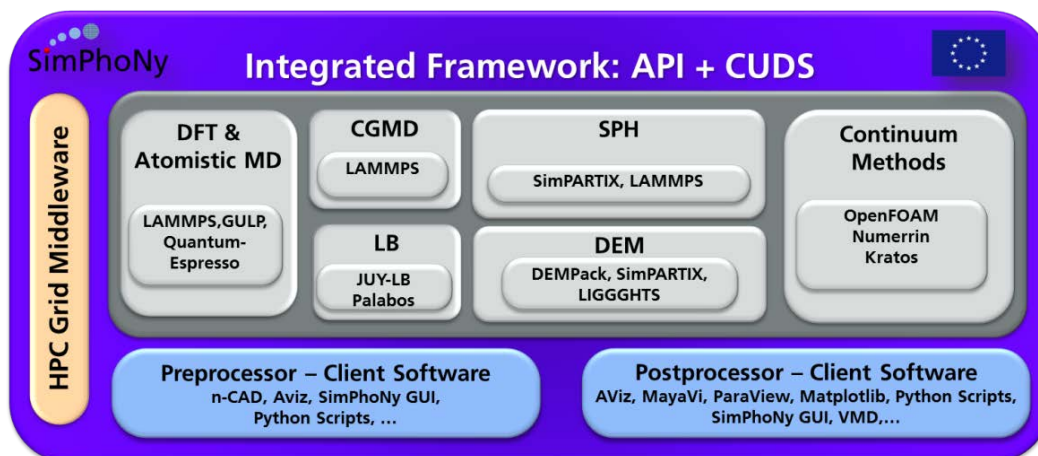 SimPhoNy
Integrated Framework: API + CUDS
HPC Grid Middleware
DFT &
Atomistic MD
LAMMPS,GULP,
Quantum-
Espresso
CGMD
LAMMPS
SPH
SimPARTIX, LAMMPS
Continuum
Methods
OpenFOAM
Numerrin
Kratos
LB
JUY-LB
Palabos
DEM
DEMPack, SimPARTIX,
LIGGGHTS
Preprocessor – Client Software
n-CAD, Aviz, SimPhoNy GUI,
Python Scripts, ...
Postprocessor – Client Software
AViz, MayaVi, ParaView, Matplotlib, Python Scripts,
SimPhoNy GUI, VMD,...